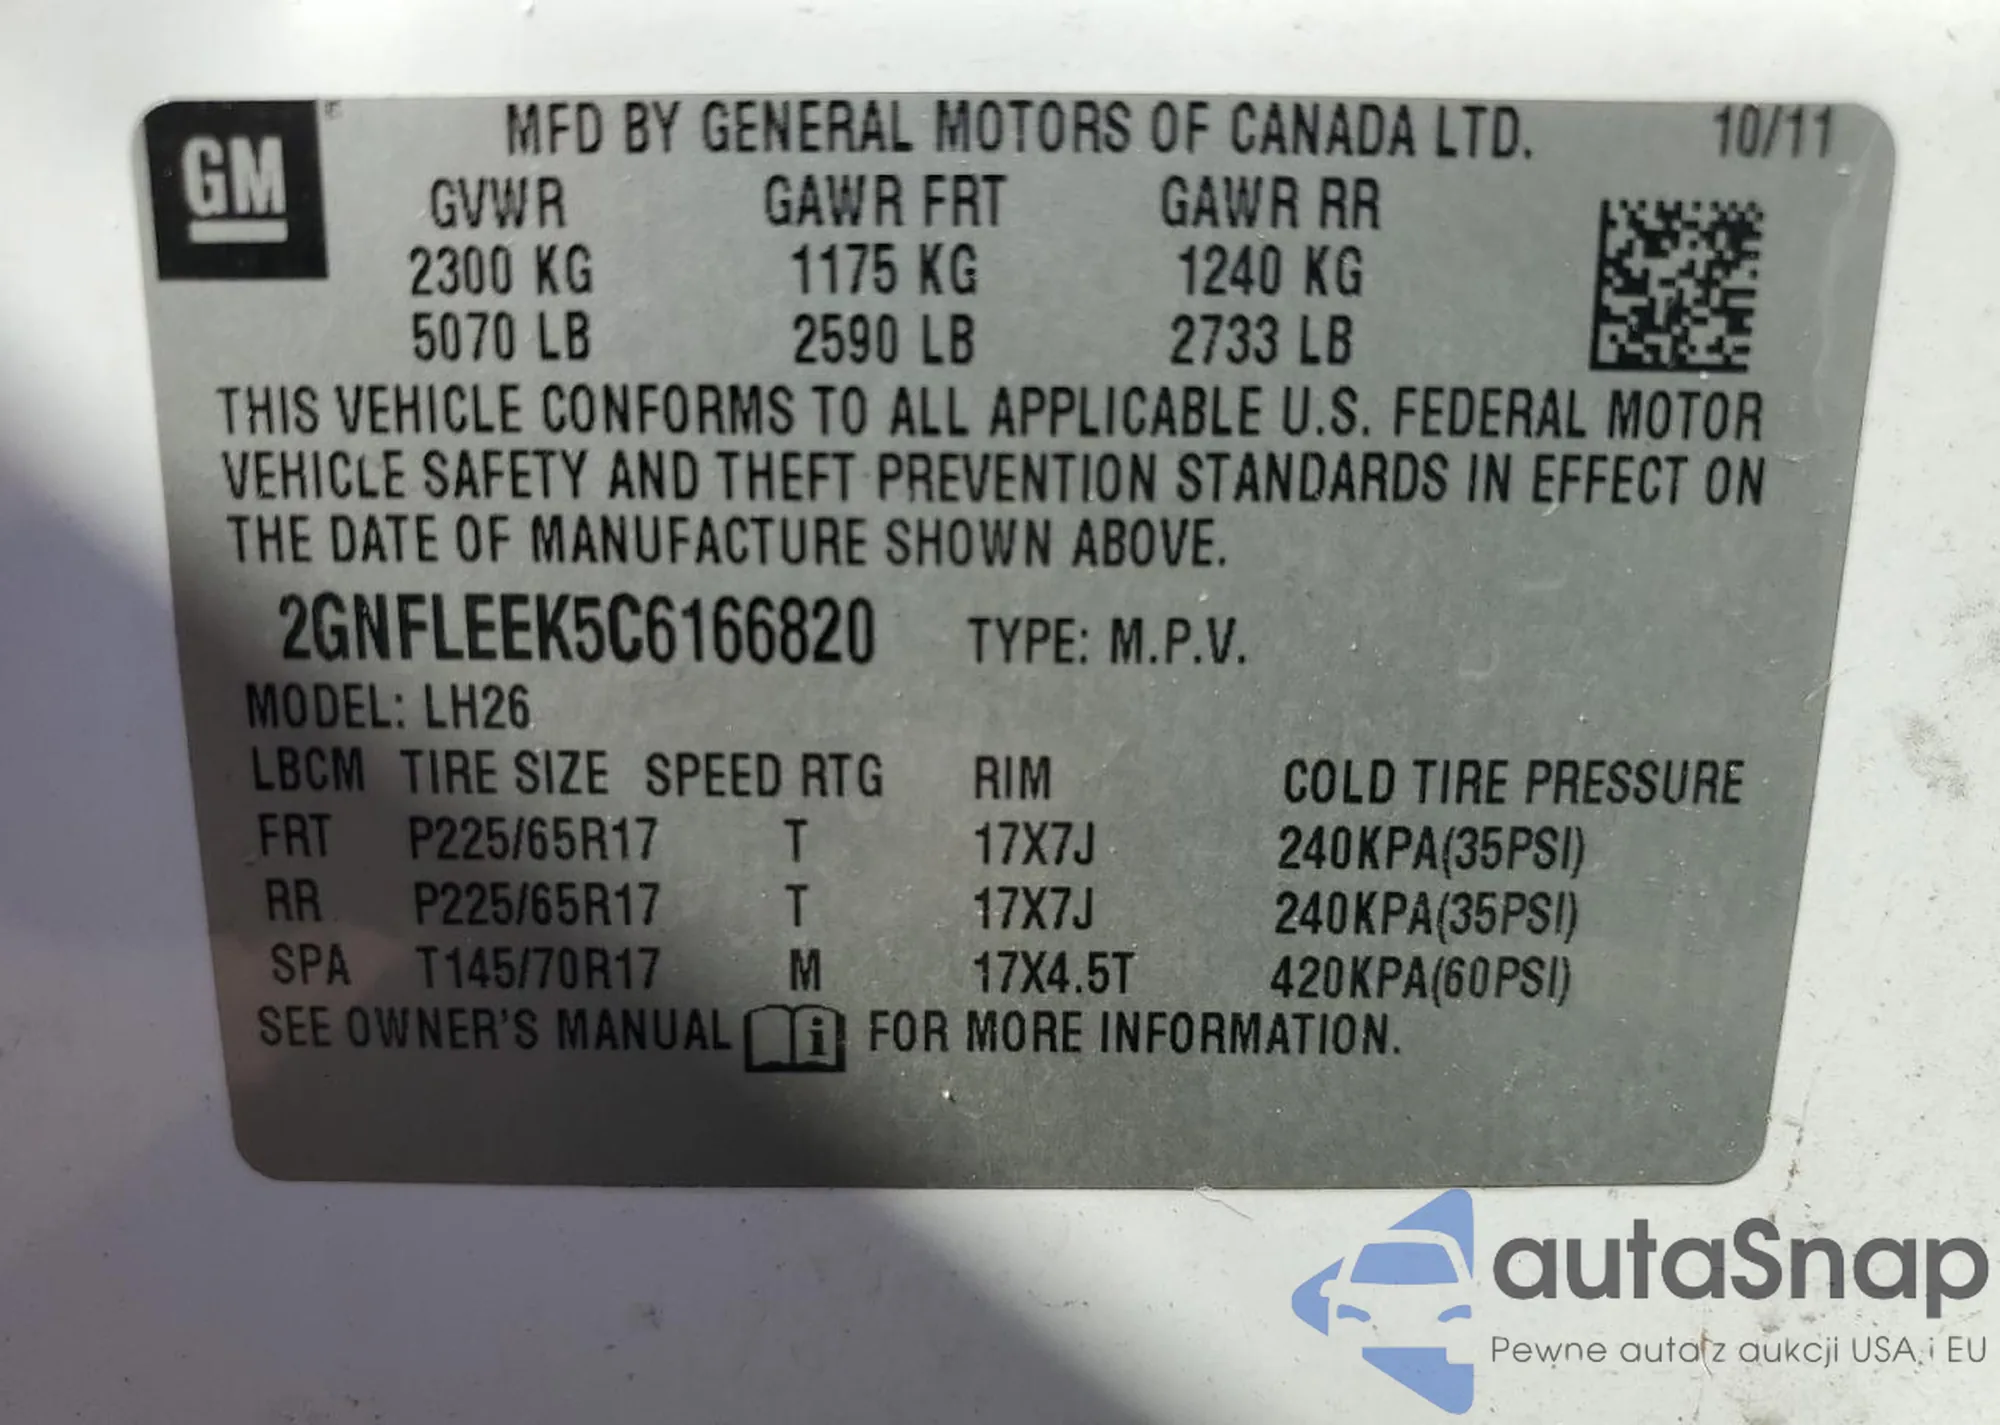 GM
MFD BY GENERAL MOTORS OF CANADA LTD. 10/11
GVWR GAWR FRT GAWR RR
2300 KG 1175 KG 1240 KG
5070 LB 2590 LB 2733 LB
THIS VEHICLE CONFORMS TO ALL APPLICABLE U.S. FEDERAL MOTOR
VEHICLE SAFETY AND THEFT PREVENTION STANDARDS IN EFFECT ON
THE DATE OF MANUFACTURE SHOWN ABOVE.
2GNFLEEK5C6166820 TYPE: M.P.V.
MODEL: LH26
LBCM TIRE SIZE SPEED RTG RIM COLD TIRE PRESSURE
FRT P225/65R17 T 17X7J 240KPA(35PSI)
RR P225/65R17 T 17X7J 240KPA(35PSI)
SPA T145/70R17 M 17X4.5T 420KPA(60PSI)
SEE OWNER'S MANUAL i FOR MORE INFORMATION.
autaSnap
Pewne auta z aukcji USA i EU